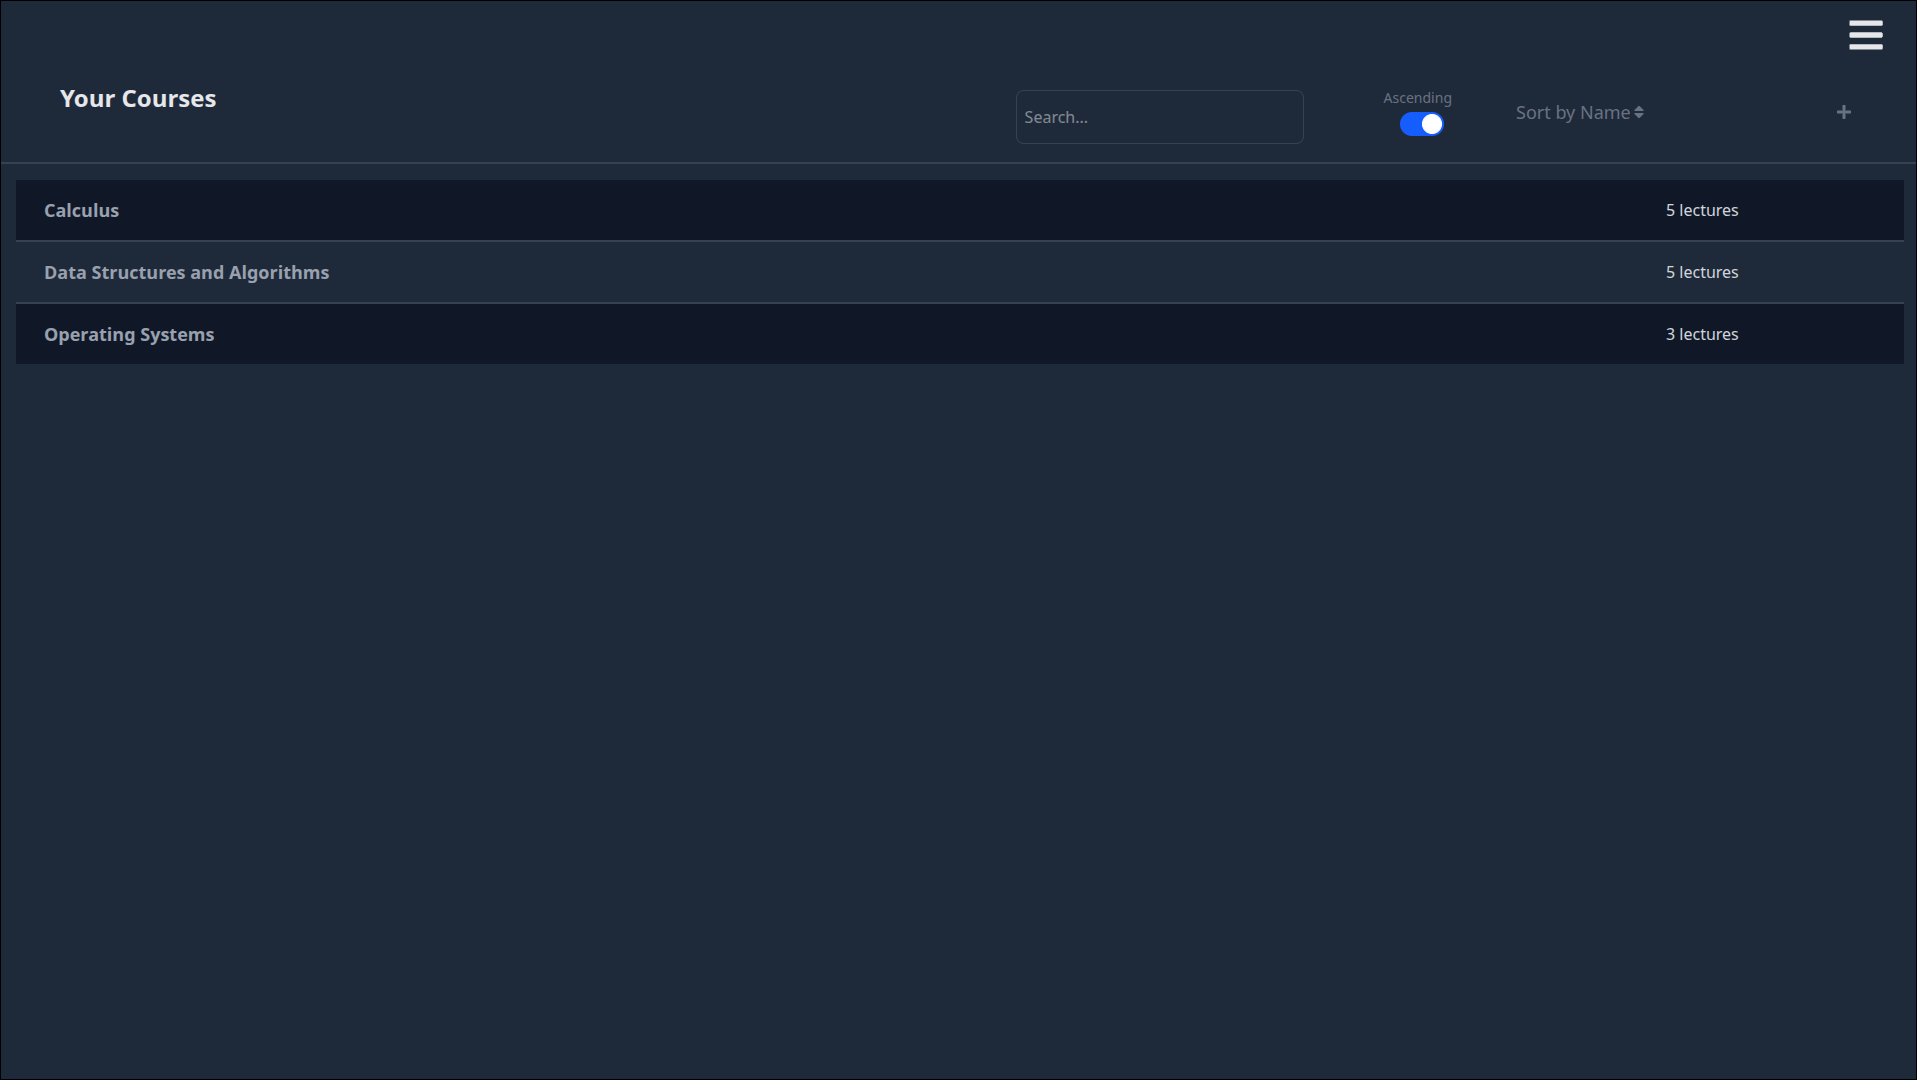 Your Courses
Search...
Ascending
Sort by Name
Calculus
5 lectures
Data Structures and Algorithms
5 lectures
Operating Systems
3 lectures